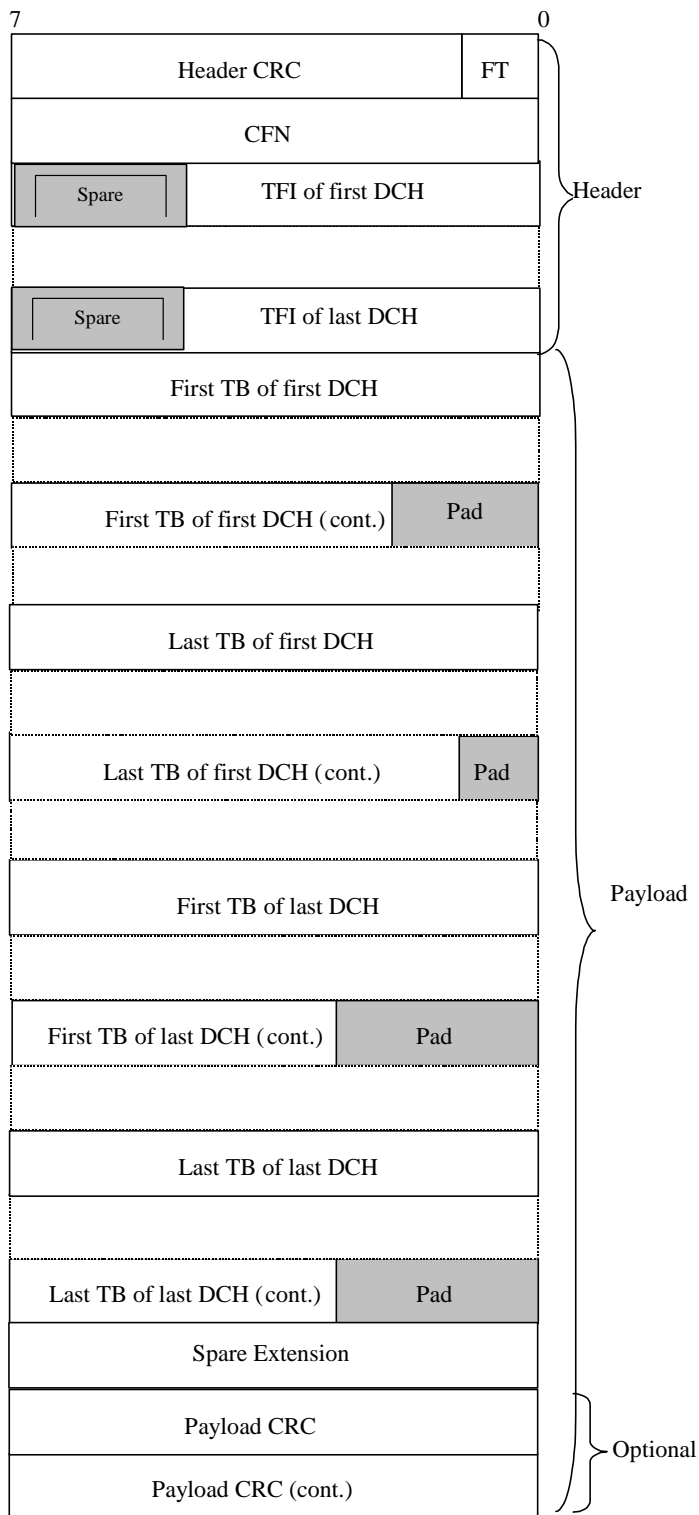 7 0
Header CRC FT
CFN
Spare TFI of first DCH
Header
Spare TFI of last DCH
First TB of first DCH
First TB of first DCH (cont.) Pad
Last TB of first DCH
Last TB of first DCH (cont.) Pad
First TB of last DCH
Payload
First TB of last DCH (cont.) Pad
Last TB of last DCH
Last TB of last DCH (cont.) Pad
Spare Extension
Payload CRC
Optional
Payload CRC (cont.)